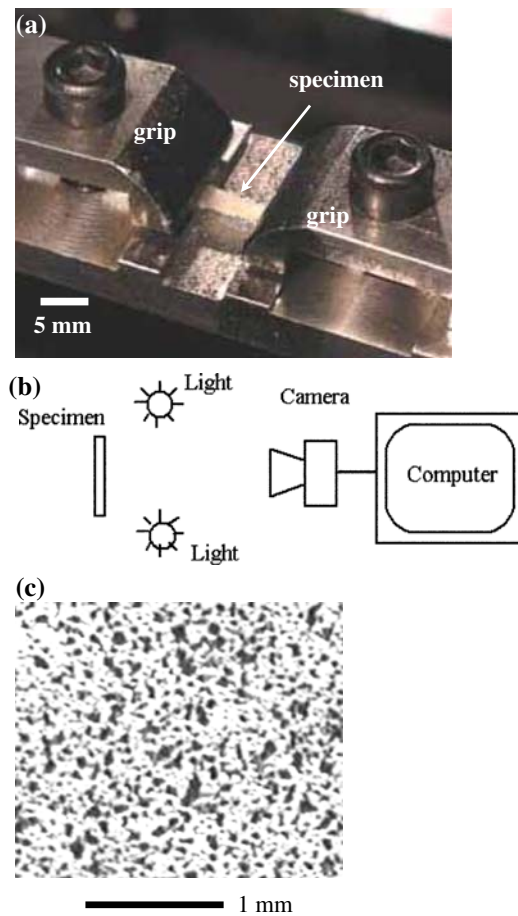 (a)
specimen
grip
grip
5 mm
(b)
Light
Camera
Specimen
Computer
Light
(c)
1 mm